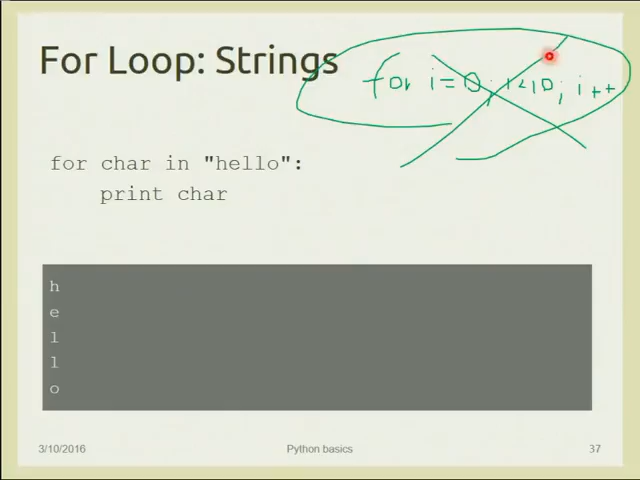 For Loop: Strings
for i=0; i<10; i++
for char in "hello":
print char
h
e
l
l
o
3/10/2016
Python basics
37